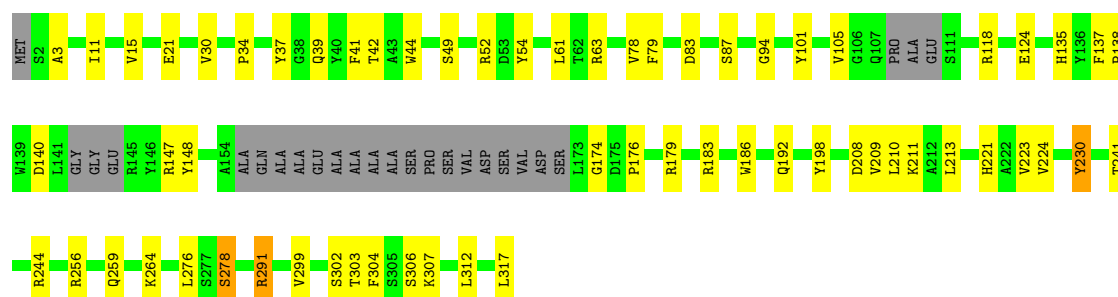 MET S2 A3 I11 V15 E21 V30 P34 Y37 G38 Q39 Y40 F41 T42 A43 W44 S49 R52 D53 Y54 L61 T62 R63 V78 F79 D83 S87 G94 Y101 V105 G106 Q107 PRO ALA GLU S111 R118 E124 H135 Y136 F137
W139 D140 L141 GLY GLY GLU R145 Y146 R147 Y148 A154 ALA GLN ALA ALA GLU ALA ALA ALA ALA SER PRO SER VAL ASP SER VAL ASP SER L173 G174 D175 P176 R179 R183 W186 Q192 Y198 D208 V209 L210 K211 A212 L213 H221 A222 V223 V224 Y230 T241
R244 R256 Q259 K264 L276 S277 S278 R291 V299 S302 T303 F304 S305 S306 K307 L312 L317